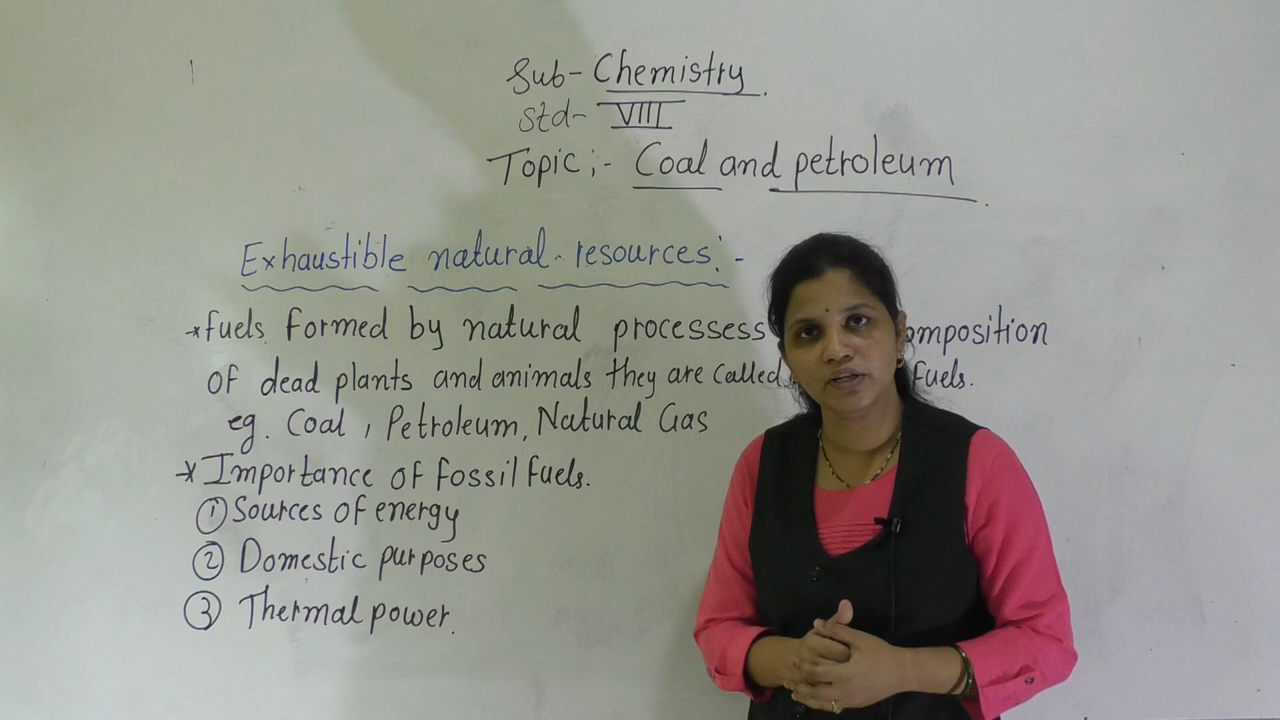 Sub- Chemistry.
Std- VIII
Topic :- Coal and petroleum.
Exhaustible natural resources:-
*fuels formed by natural processess omposition
of dead plants and animals they are called fuels.
eg. Coal, Petroleum, Natural Gas
* Importance of fossil fuels.
① Sources of energy
② Domestic purposes
③ Thermal power.